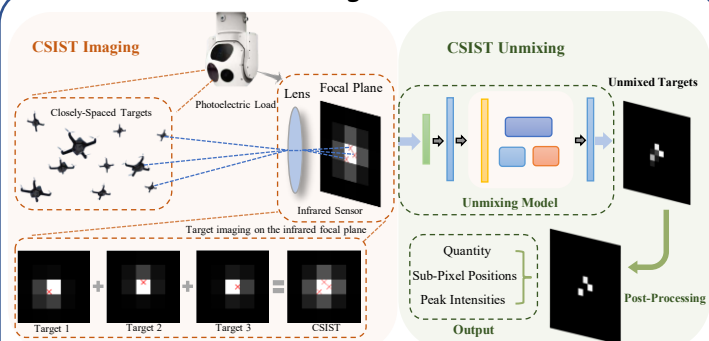 CSIST Imaging
CSIST Unmixing
Photoelectric Load
Closely-Spaced Targets
Lens
Focal Plane
Infrared Sensor
Target imaging on the infrared focal plane
Target 1
+
Target 2
+
Target 3
=
CSIST
Unmixed Targets
Unmixing Model
Quantity
Sub-Pixel Positions
Peak Intensities
Output
Post-Processing